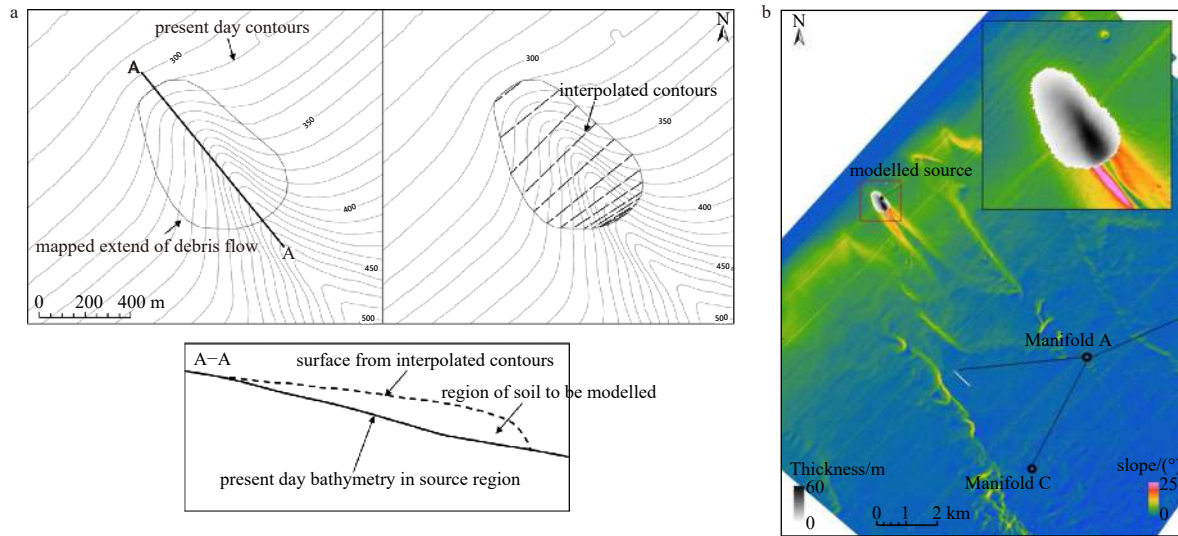 a
present day contours
300
A
350
400
mapped extend of debris flow
A
450
0 200 400 m
500
N
300
interpolated contours
350
400
450
500
A−A
surface from interpolated contours
region of soil to be modelled
present day bathymetry in source region
b
N
modelled source
Manifold A
Thickness/m
60
0
Manifold C
0 1 2 km
slope/(°)
25
0